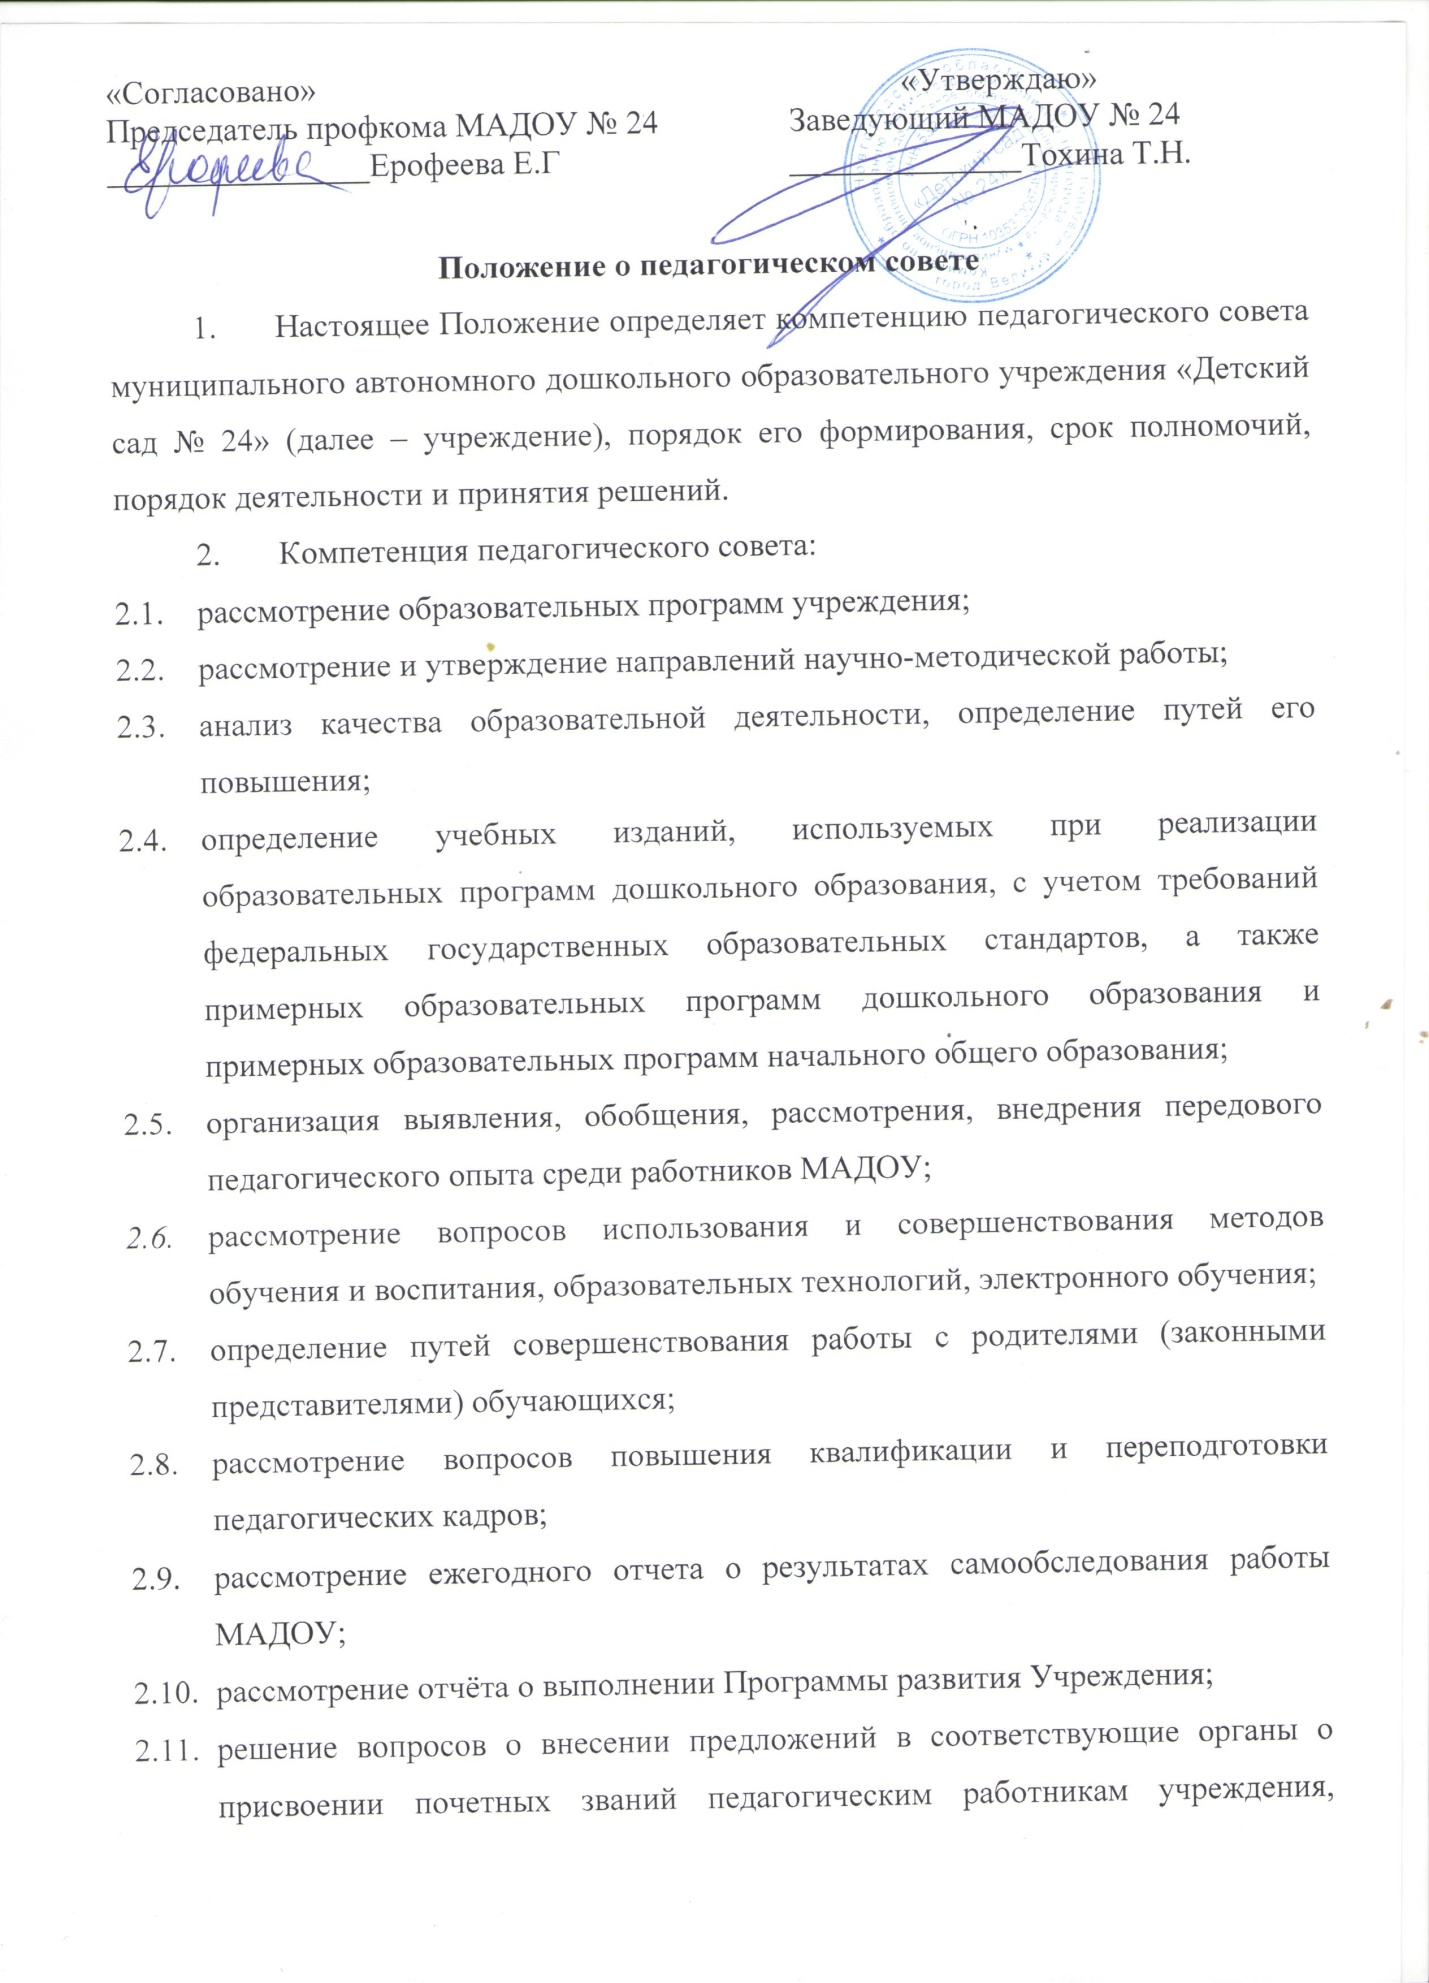 «Согласовано»
Председатель профкома МАДОУ № 24
Ерофеева Ерофеева Е.Г
«Утверждаю»
Заведующий МАДОУ № 24
Тохина Т.Н.
«Детский сад
№ 24»
город Великий
Положение о педагогическом совете
1. Настоящее Положение определяет компетенцию педагогического совета
муниципального автономного дошкольного образовательного учреждения «Детский
сад № 24» (далее – учреждение), порядок его формирования, срок полномочий,
порядок деятельности и принятия решений.
2. Компетенция педагогического совета:
2.1. рассмотрение образовательных программ учреждения;
2.2. рассмотрение и утверждение направлений научно-методической работы;
2.3. анализ качества образовательной деятельности, определение путей его
повышения;
2.4. определение учебных изданий, используемых при реализации
образовательных программ дошкольного образования, с учетом требований
федеральных государственных образовательных стандартов, а также
примерных образовательных программ дошкольного образования и
примерных образовательных программ начального общего образования;
2.5. организация выявления, обобщения, рассмотрения, внедрения передового
педагогического опыта среди работников МАДОУ;
2.6. рассмотрение вопросов использования и совершенствования методов
обучения и воспитания, образовательных технологий, электронного обучения;
2.7. определение путей совершенствования работы с родителями (законными
представителями) обучающихся;
2.8. рассмотрение вопросов повышения квалификации и переподготовки
педагогических кадров;
2.9. рассмотрение ежегодного отчета о результатах самообследования работы
МАДОУ;
2.10. рассмотрение отчёта о выполнении Программы развития Учреждения;
2.11. решение вопросов о внесении предложений в соответствующие органы о
присвоении почетных званий педагогическим работникам учреждения,